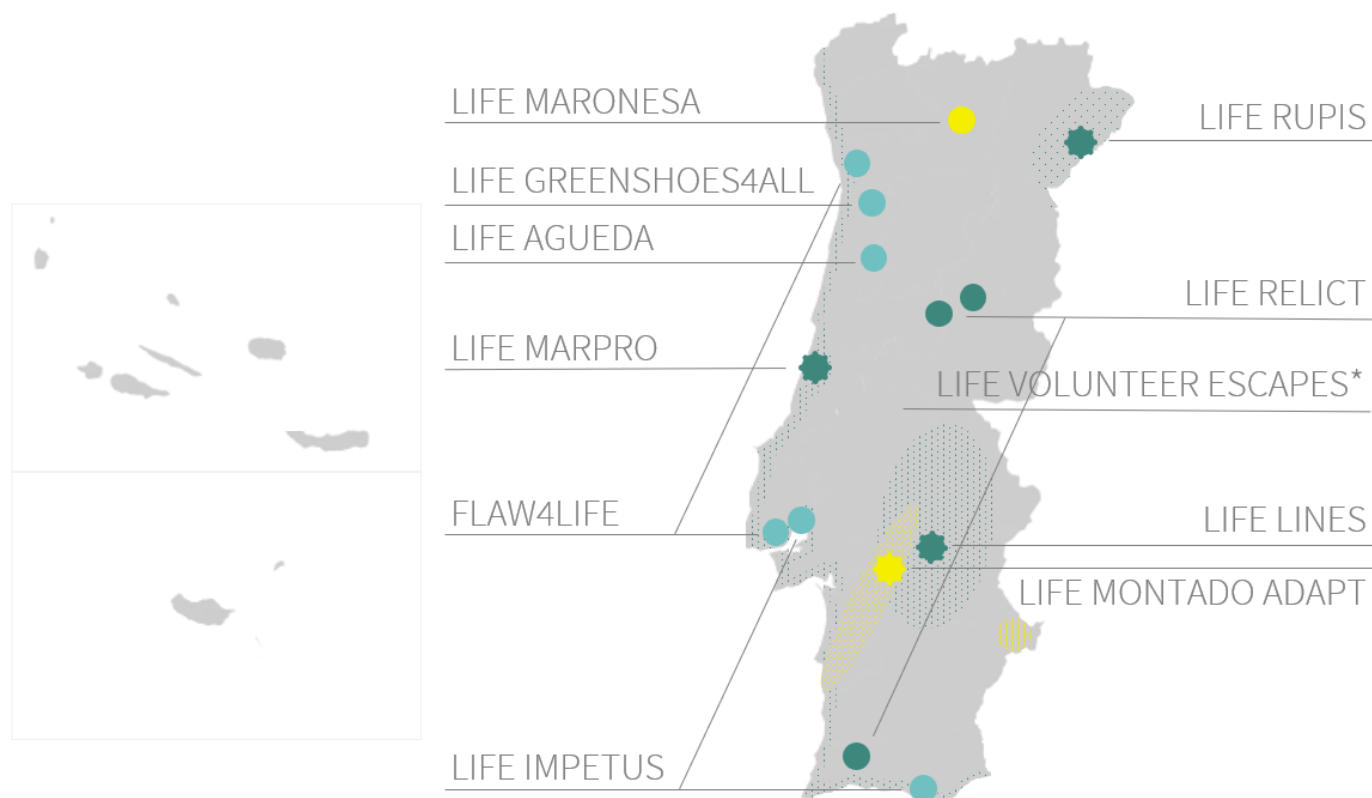 LIFE MARONESA
LIFE GREENSHOES4ALL
LIFE AGUEDA
LIFE MARPRO
FLAW4LIFE
LIFE IMPETUS
LIFE RUPIS
LIFE RELICT
LIFE VOLUNTEER ESCAPES*
LIFE LINES
LIFE MONTADO ADAPT